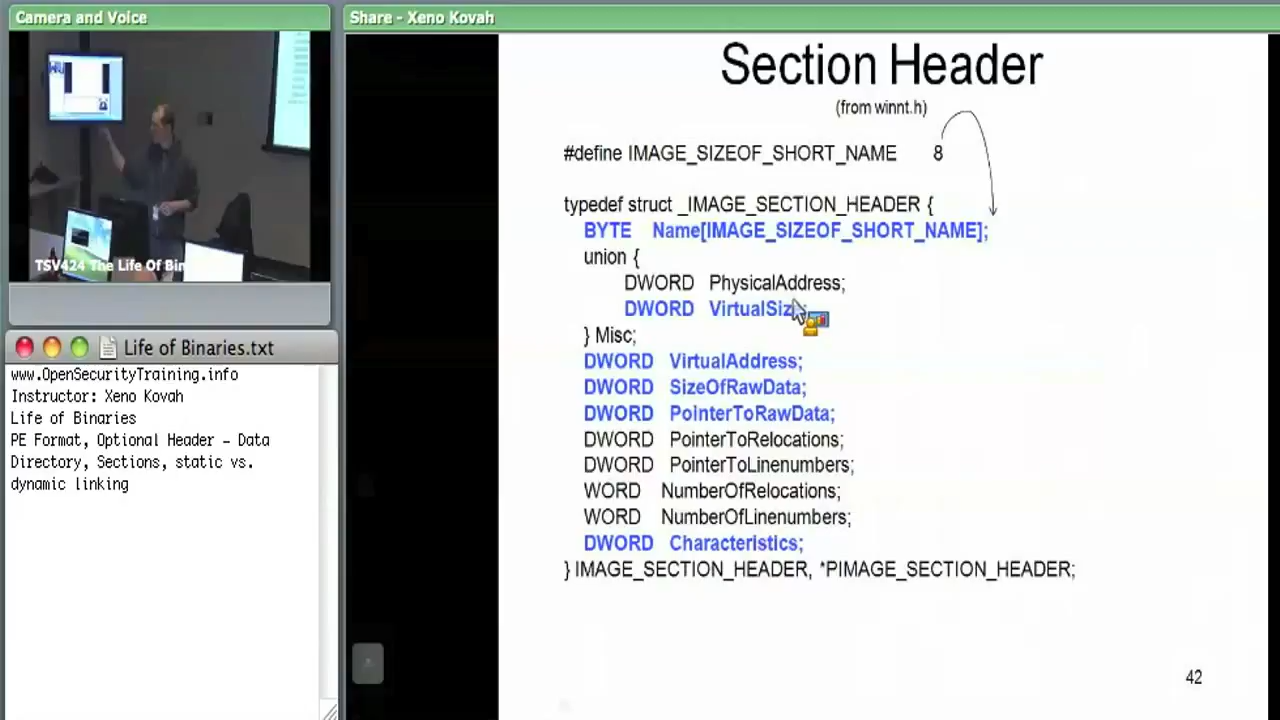 Camera and Voice
TSV424 The Life Of Bin
Life of Binaries.txt
www.OpenSecurityTraining.info
Instructor: Xeno Kovah
Life of Binaries
PE Format, Optional Header – Data
Directory, Sections, static vs.
dynamic linking
Share - Xeno Kovah
Section Header
(from winnt.h)
#define IMAGE_SIZEOF_SHORT_NAME 8
typedef struct _IMAGE_SECTION_HEADER {
BYTE Name[IMAGE_SIZEOF_SHORT_NAME];
union {
DWORD PhysicalAddress;
DWORD VirtualSize;
} Misc;
DWORD VirtualAddress;
DWORD SizeOfRawData;
DWORD PointerToRawData;
DWORD PointerToRelocations;
DWORD PointerToLinenumbers;
WORD NumberOfRelocations;
WORD NumberOfLinenumbers;
DWORD Characteristics;
} IMAGE_SECTION_HEADER, *PIMAGE_SECTION_HEADER;
42